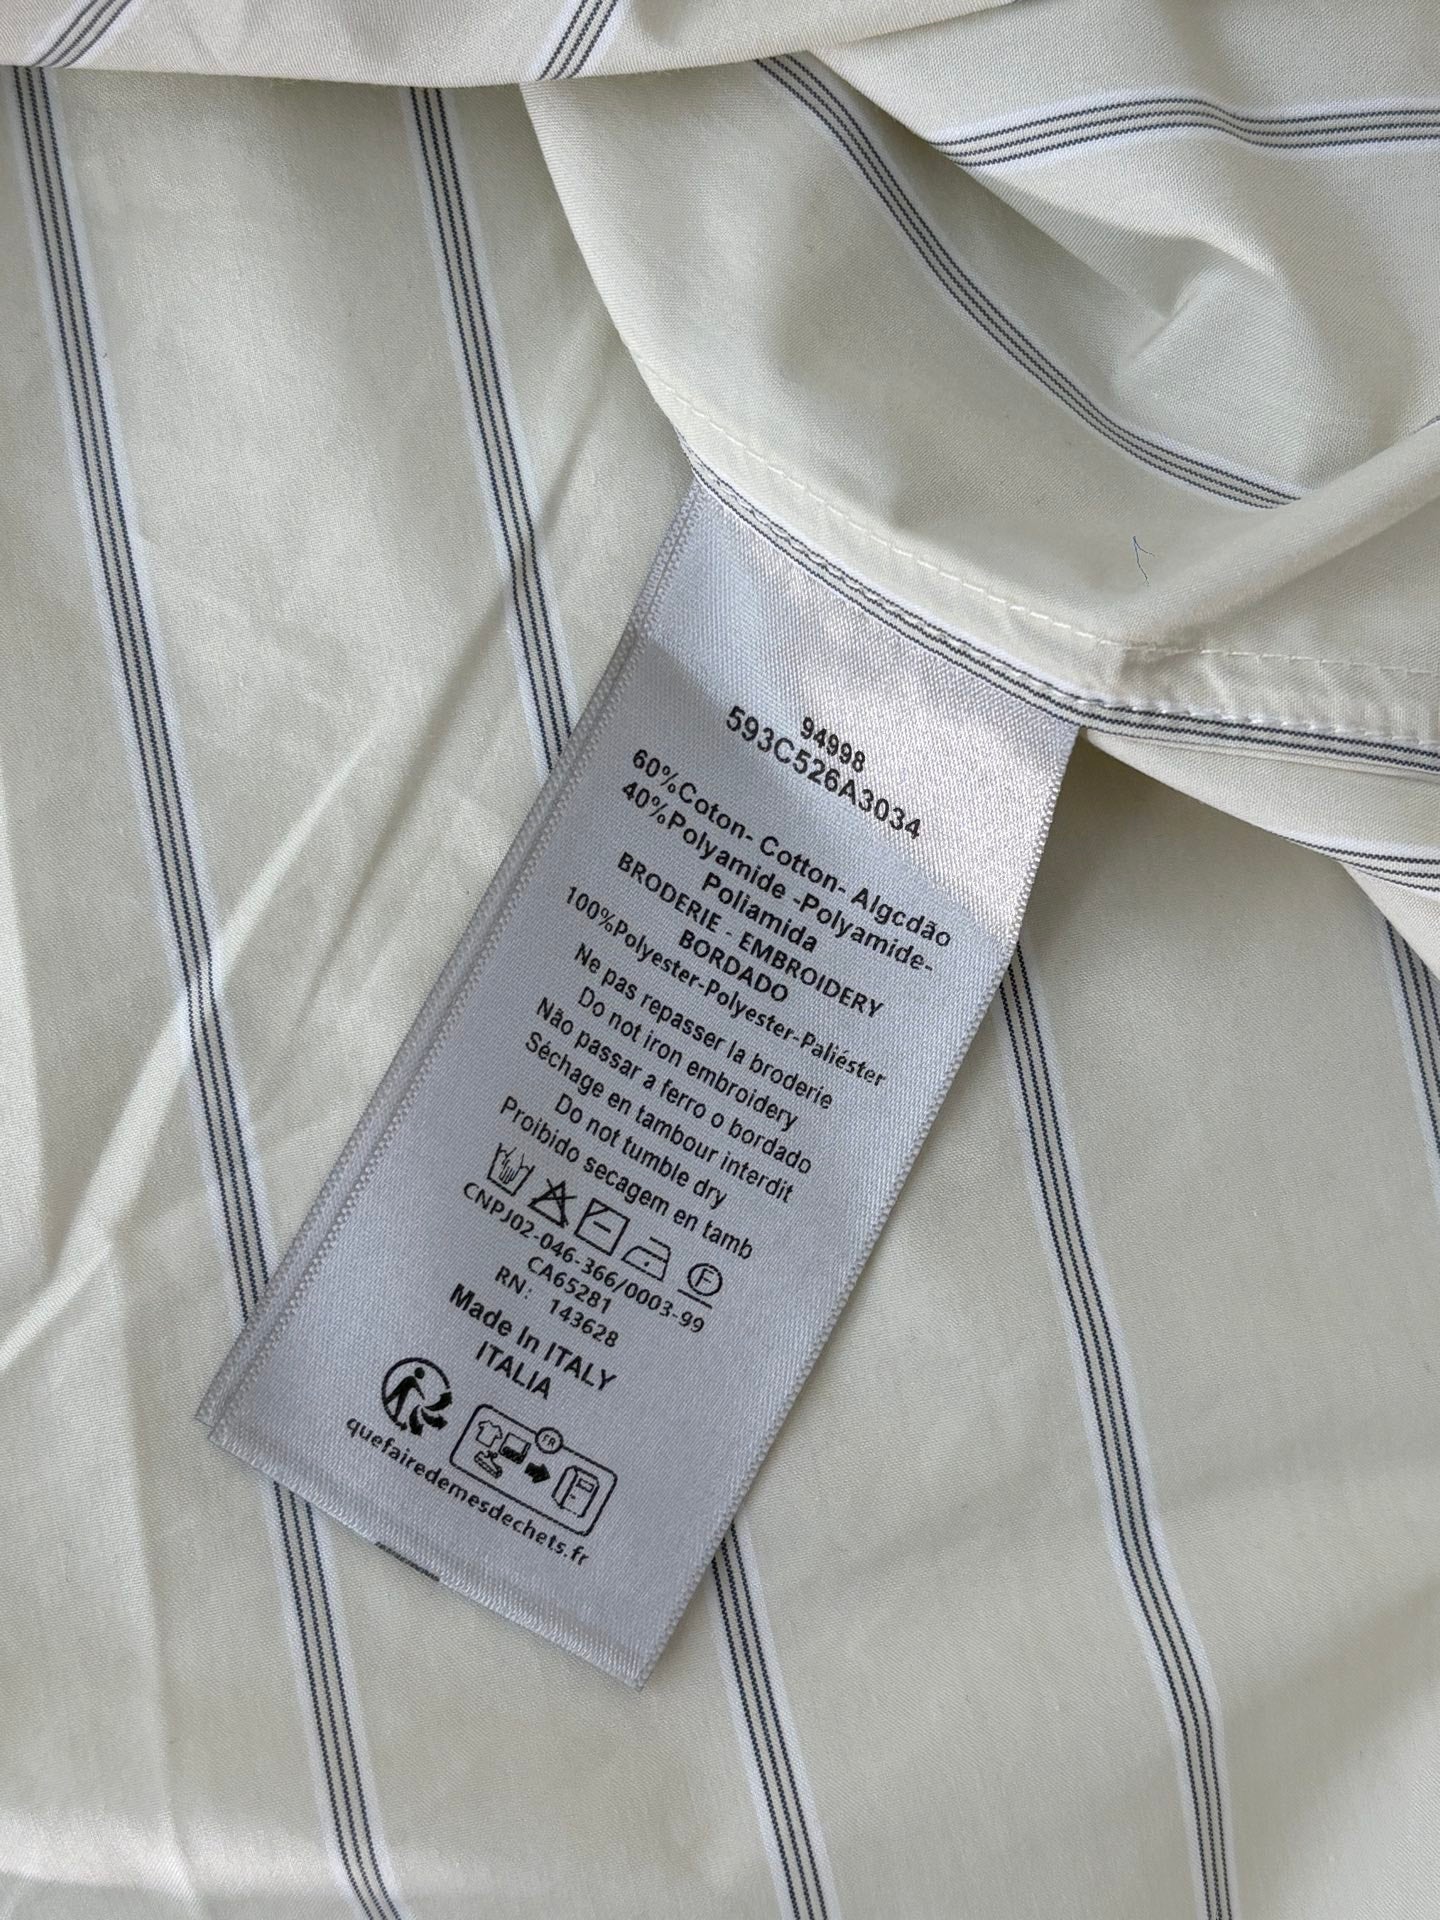 94998
593C526A3034
60%Coton- Cotton- Algcdão
40%Polyamide -Polyamide-
Poliamida
BRODERIE - EMBROIDERY
BORDADO
100%Polyester-Polyester-Paliéster
Ne pas repasser la broderie
Do not iron embroidery
Não passar a ferro o bordado
Séchage en tambour interdit
Do not tumble dry
Proibido secagem en tamb
F
CNPJ02-046-366/0003-99
CA65281
RN: 143628
Made In ITALY
ITALIA
FR
quefairedemesdechets.fr